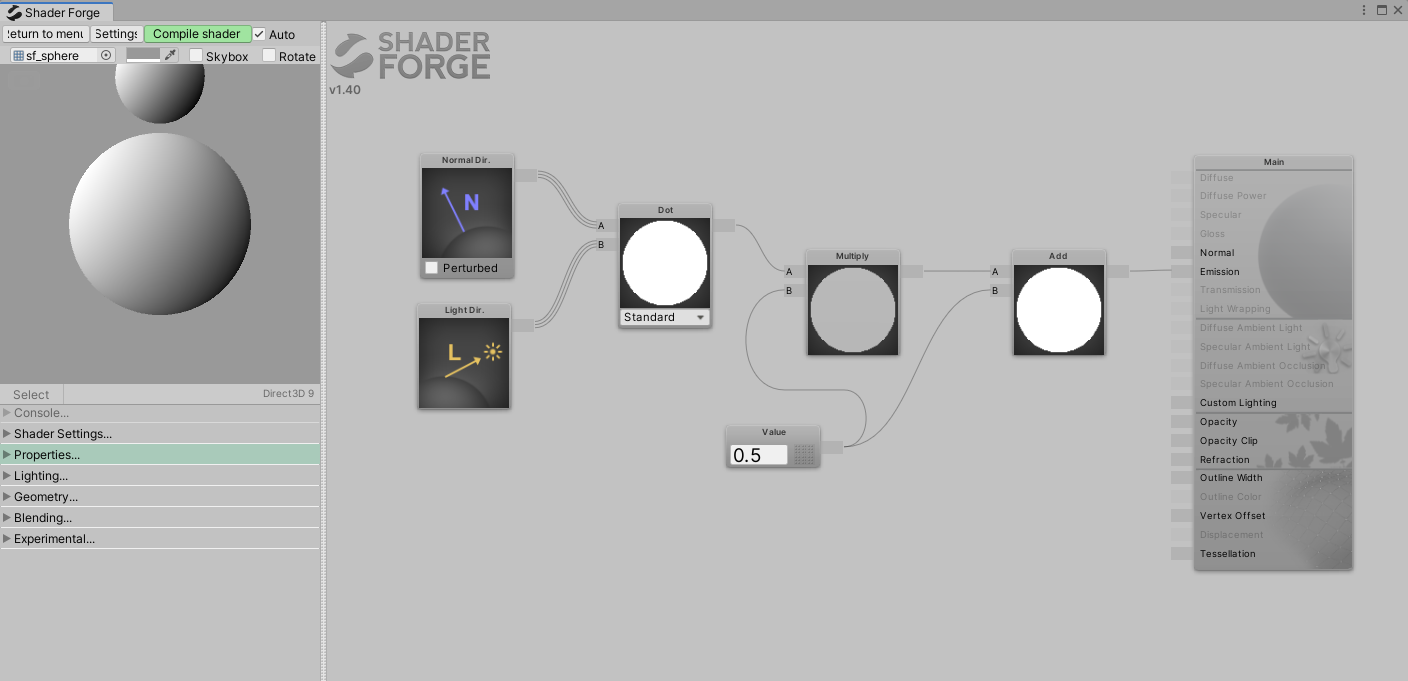 Shader Forge
Return to menu Settings Compile shader Auto
sf_sphere Skybox Rotate
SHADER
FORGE
v1.40
Normal Dir.
N
Perturbed
Light Dir.
L
Dot
A
B
Standard
Multiply
A
B
Value
0.5
Add
A
B
Main
Diffuse
Diffuse Power
Specular
Gloss
Normal
Emission
Transmission
Light Wrapping
Diffuse Ambient Light
Specular Ambient Light
Diffuse Ambient Occlusion
Specular Ambient Occlusion
Custom Lighting
Opacity
Opacity Clip
Refraction
Outline Width
Outline Color
Vertex Offset
Displacement
Tessellation
Select Direct3D 9
Console...
Shader Settings...
Properties...
Lighting...
Geometry...
Blending...
Experimental...